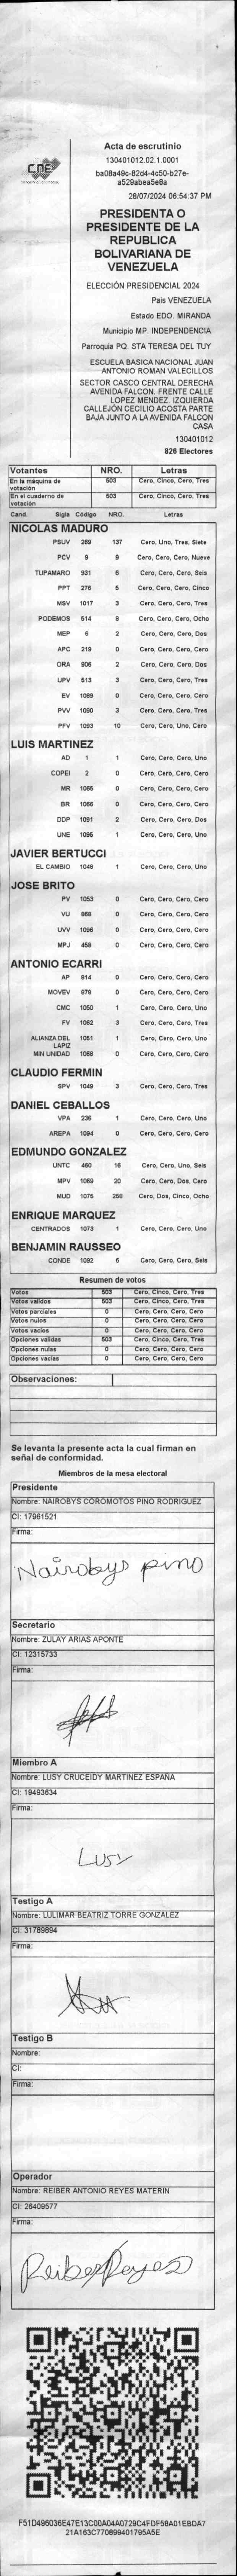 CNE
Acta de escrutinio
130401012.02.1.0001
ba08a49c-82d4-4c50-b27e-
a529abea5e8a
28/07/2024 06:54:37 PM
PRESIDENTA O
PRESIDENTE DE LA
REPUBLICA
BOLIVARIANA DE
VENEZUELA
ELECCIÓN PRESIDENCIAL 2024
Pais VENEZUELA
Estado EDO. MIRANDA
Municipio MP. INDEPENDENCIA
Parroquia PQ. STA TERESA DEL TUY
ESCUELA BASICA NACIONAL JUAN
ANTONIO ROMAN VALECILLOS
SECTOR CASCO CENTRAL DERECHA
AVENIDA FALCON. FRENTE CALLE
LOPEZ MENDEZ. IZQUIERDA
CALLEJÓN CECILIO ACOSTA PARTE
BAJA JUNTO A LA AVENIDA FALCON
CASA
130401012
826 Electores
Votantes NRO. Letras
En la máquina de votación 503 Cero, Cinco, Cero, Tres
En el cuaderno de votación 503 Cero, Cinco, Cero, Tres
Cand. Sigla Código NRO. Letras
NICOLAS MADURO
PSUV 269 137 Cero, Uno, Tres, Siete
PCV 9 9 Cero, Cero, Cero, Nueve
TUPAMARO 931 6 Cero, Cero, Cero, Seis
PPT 276 5 Cero, Cero, Cero, Cinco
MSV 1017 3 Cero, Cero, Cero, Tres
PODEMOS 514 8 Cero, Cero, Cero, Ocho
MEP 6 2 Cero, Cero, Cero, Dos
APC 219 0 Cero, Cero, Cero, Cero
ORA 906 2 Cero, Cero, Cero, Dos
UPV 513 3 Cero, Cero, Cero, Tres
EV 1089 0 Cero, Cero, Cero, Cero
PVV 1090 3 Cero, Cero, Cero, Tres
PFV 1093 10 Cero, Cero, Uno, Cero
LUIS MARTINEZ
AD 1 1 Cero, Cero, Cero, Uno
COPEI 2 0 Cero, Cero, Cero, Cero
MR 1065 0 Cero, Cero, Cero, Cero
BR 1066 0 Cero, Cero, Cero, Cero
DDP 1091 2 Cero, Cero, Cero, Dos
UNE 1095 1 Cero, Cero, Cero, Uno
JAVIER BERTUCCI
EL CAMBIO 1048 1 Cero, Cero, Cero, Uno
JOSE BRITO
PV 1053 0 Cero, Cero, Cero, Cero
VU 868 0 Cero, Cero, Cero, Cero
UVV 1096 0 Cero, Cero, Cero, Cero
MPJ 458 0 Cero, Cero, Cero, Cero
ANTONIO ECARRI
AP 914 0 Cero, Cero, Cero, Cero
MOVEV 979 0 Cero, Cero, Cero, Cero
CMC 1050 1 Cero, Cero, Cero, Uno
FV 1062 3 Cero, Cero, Cero, Tres
ALIANZA DEL LAPIZ 1051 1 Cero, Cero, Cero, Uno
MIN UNIDAD 1088 0 Cero, Cero, Cero, Cero
CLAUDIO FERMIN
SPV 1049 3 Cero, Cero, Cero, Tres
DANIEL CEBALLOS
VPA 236 1 Cero, Cero, Cero, Uno
AREPA 1094 0 Cero, Cero, Cero, Cero
EDMUNDO GONZALEZ
UNTC 460 16 Cero, Cero, Uno, Seis
MPV 1069 20 Cero, Cero, Dos, Cero
MUD 1075 258 Cero, Dos, Cinco, Ocho
ENRIQUE MARQUEZ
CENTRADOS 1073 1 Cero, Cero, Cero, Uno
BENJAMIN RAUSSEO
CONDE 1092 6 Cero, Cero, Cero, Seis
Resumen de votos
Votos 503 Cero, Cinco, Cero, Tres
Votos validos 503 Cero, Cinco, Cero, Tres
Votos parciales 0 Cero, Cero, Cero, Cero
Votos nulos 0 Cero, Cero, Cero, Cero
Votos vacios 0 Cero, Cero, Cero, Cero
Opciones validas 503 Cero, Cinco, Cero, Tres
Opciones nulas 0 Cero, Cero, Cero, Cero
Opciones vacias 0 Cero, Cero, Cero, Cero
Observaciones:
Se levanta la presente acta la cual firman en
señal de conformidad.
Miembros de la mesa electoral
Presidente
Nombre: NAIROBYS COROMOTOS PINO RODRIGUEZ
CI: 17961521
Firma:
Nairobys pino
Secretario
Nombre: ZULAY ARIAS APONTE
CI: 12315733
Firma:
Miembro A
Nombre: LUSY CRUCEIDY MARTINEZ ESPAÑA
CI: 19493634
Firma:
Lusy
Testigo A
Nombre: LULIMAR BEATRIZ TORRE GONZALEZ
CI: 31789894
Firma:
Testigo B
Nombre:
CI:
Firma:
Operador
Nombre: REIBER ANTONIO REYES MATERIN
CI: 26409577
Firma:
Reiber Reyes
F51D496036E47E13C00A04A0729C4FDF58A01EBDA7
21A163C770899401795A5E